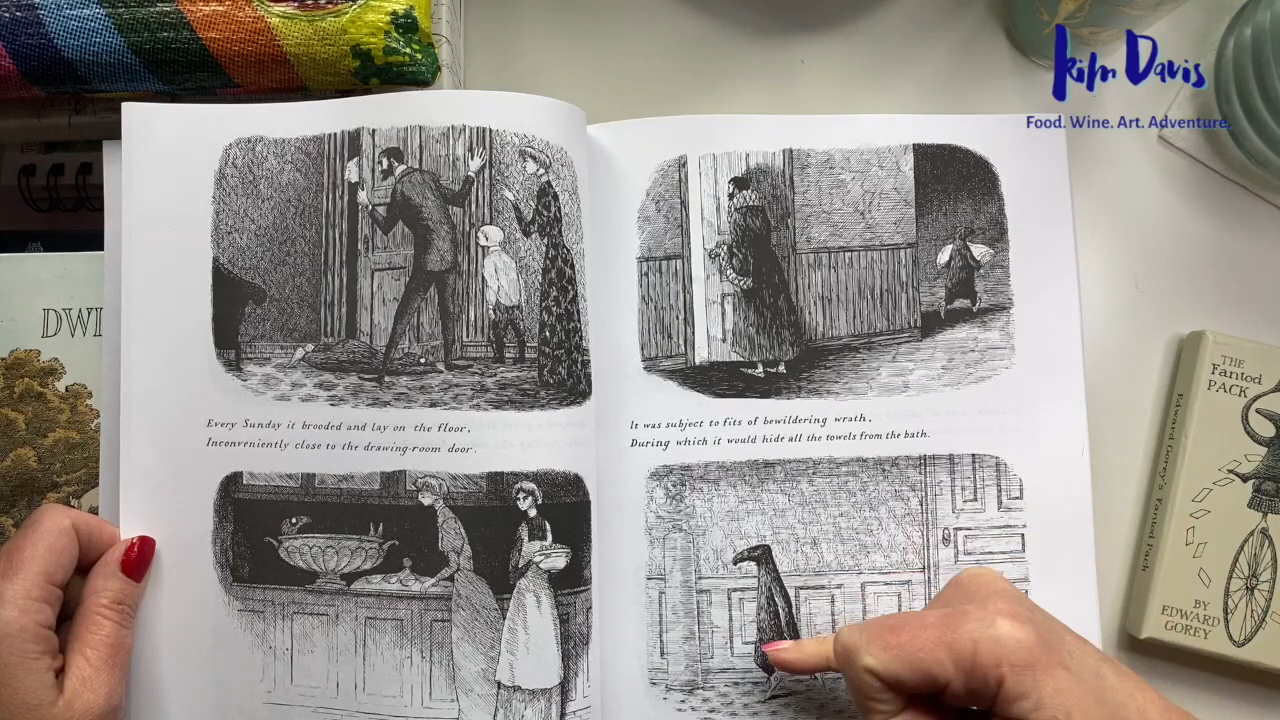 Kim Davis
Food. Wine. Art. Adventure.
DWI
Every Sunday it brooded and lay on the floor,
Inconveniently close to the drawing-room door.
It was subject to fits of bewildering wrath,
During which it would hide all the towels from the bath.
THE
Fantod
PACK
BY
EDWARD
GOREY
Edward Gorey's Fantod Pack